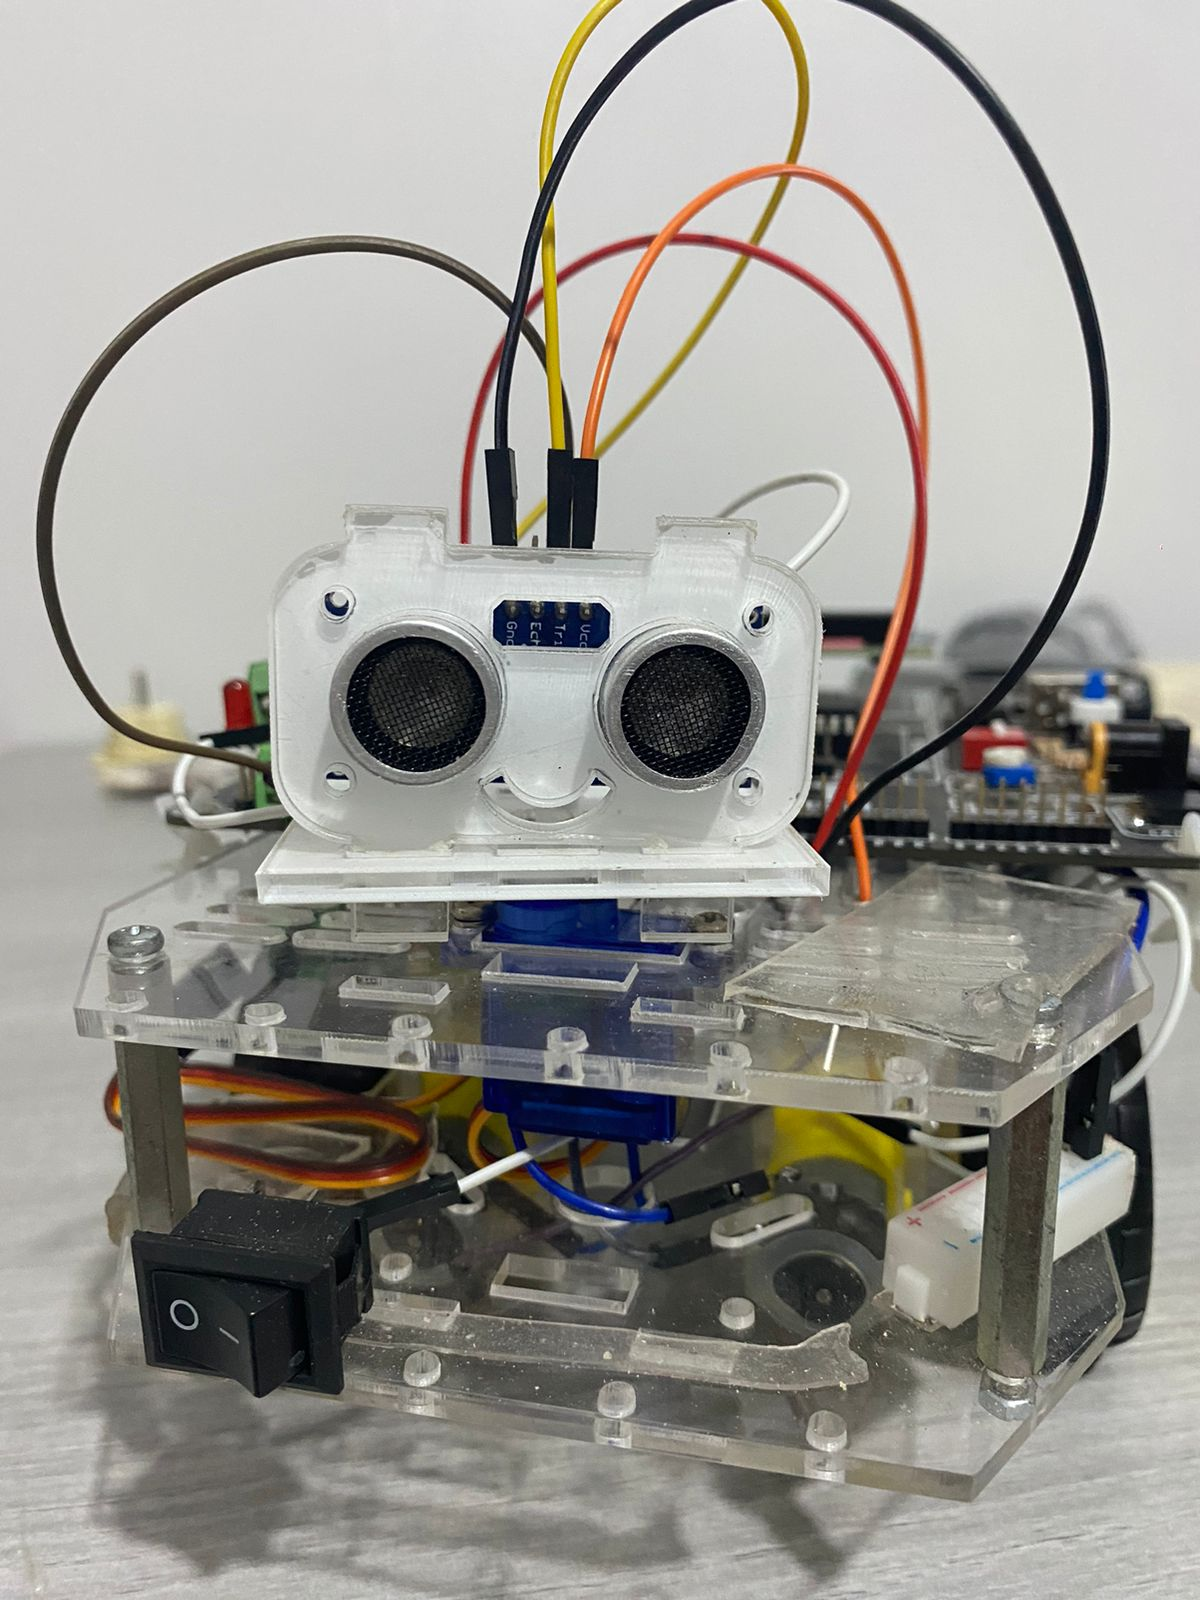 Gnd
Ech
Tri
Vcc
O
—
+
-